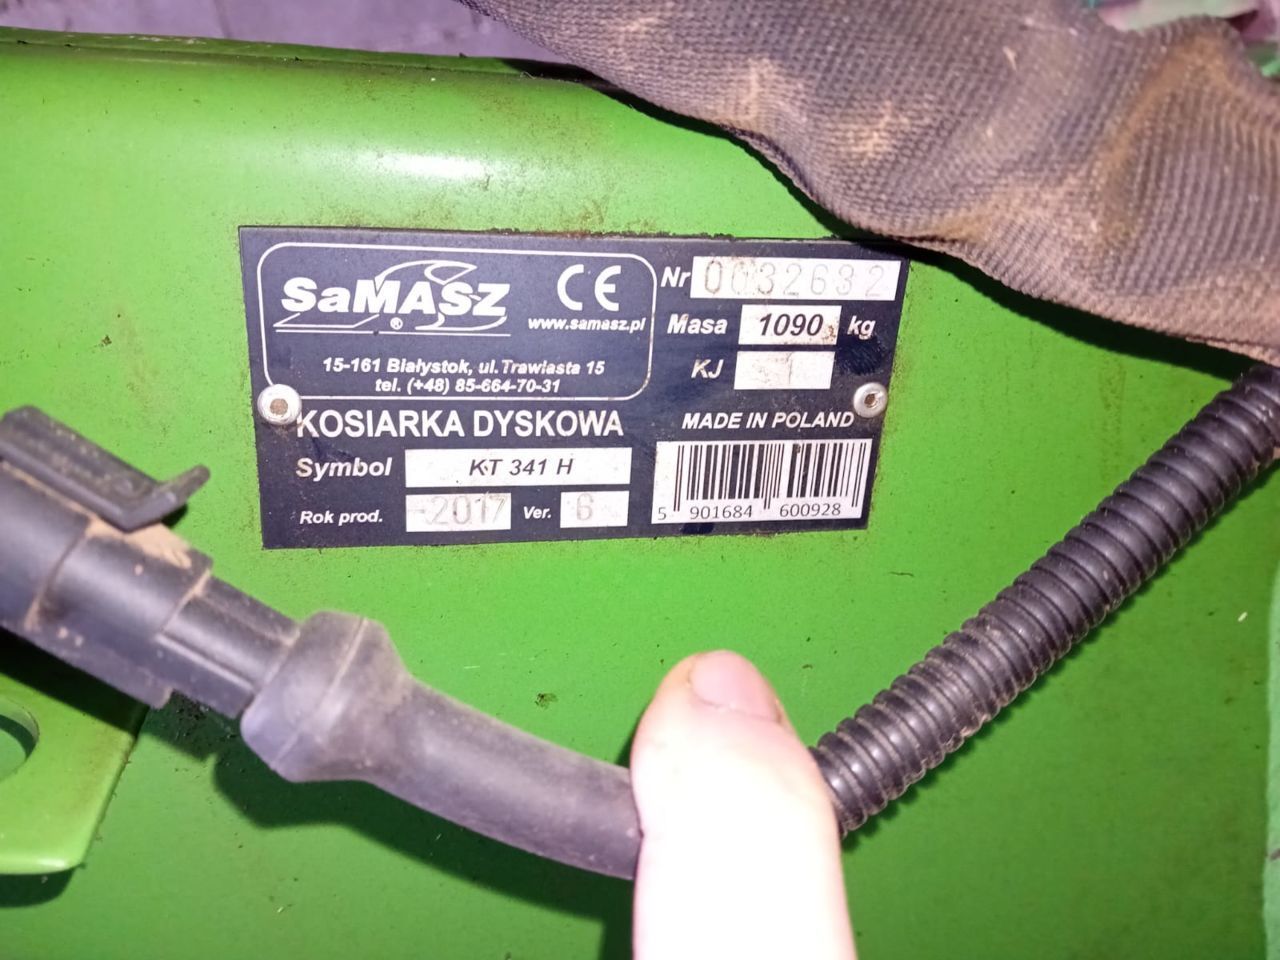 SaMASZ
®
CE
www.samasz.pl
15-161 Białystok, ul. Trawiasta 15
tel. (+48) 85-664-70-31
Nr 0032632
Masa 1090 kg
KJ
KOSIARKA DYSKOWA
MADE IN POLAND
Symbol KT 341 H
Rok prod. 2017 Ver. 6
5 901684 600928